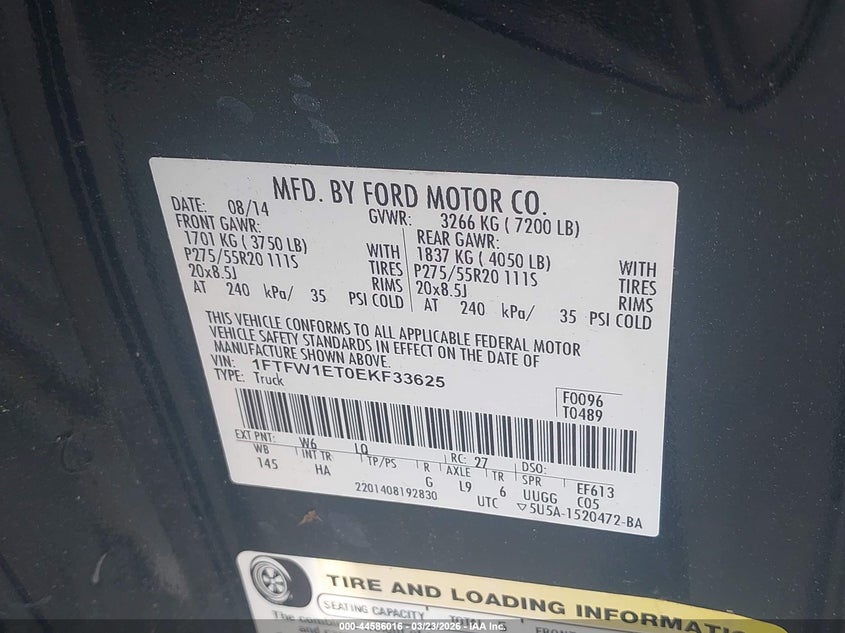 MFD. BY FORD MOTOR CO.
DATE: 08/14 GVWR: 3266 KG ( 7200 LB)
FRONT GAWR: REAR GAWR:
1701 KG ( 3750 LB) WITH 1837 KG ( 4050 LB) WITH
P275/55R20 111S TIRES P275/55R20 111S TIRES
20x8.5J RIMS 20x8.5J RIMS
AT 240 kPa/ 35 PSI COLD AT 240 kPa/ 35 PSI COLD
THIS VEHICLE CONFORMS TO ALL APPLICABLE FEDERAL MOTOR
VEHICLE SAFETY STANDARDS IN EFFECT ON THE DATE OF
MANUFACTURE SHOWN ABOVE.
VIN: 1FTFW1ET0EKF33625
TYPE: Truck
F0096
T0489
EXT PNT: W6 LQ RC: 27 DSO:
WB INT TR TP/PS R AXLE TR SPR EF613
145 HA G L9 6 UUGG C05
2201408192830 UTC ▽5U5A-1520472-BA
TIRE AND LOADING INFORMATION
SEATING CAPACITY
000-44586016 | 03/23/2026 | IAA Inc.